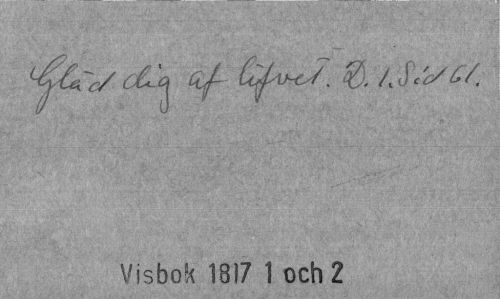 Gläd dig af lifvet. D. 1. Sid 61.
Visbok 1817 1 och 2